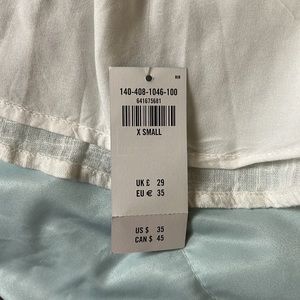 140-408-1046-100
641675681
X SMALL
UK £ 29
EU € 35
US $ 35
CAN $ 45